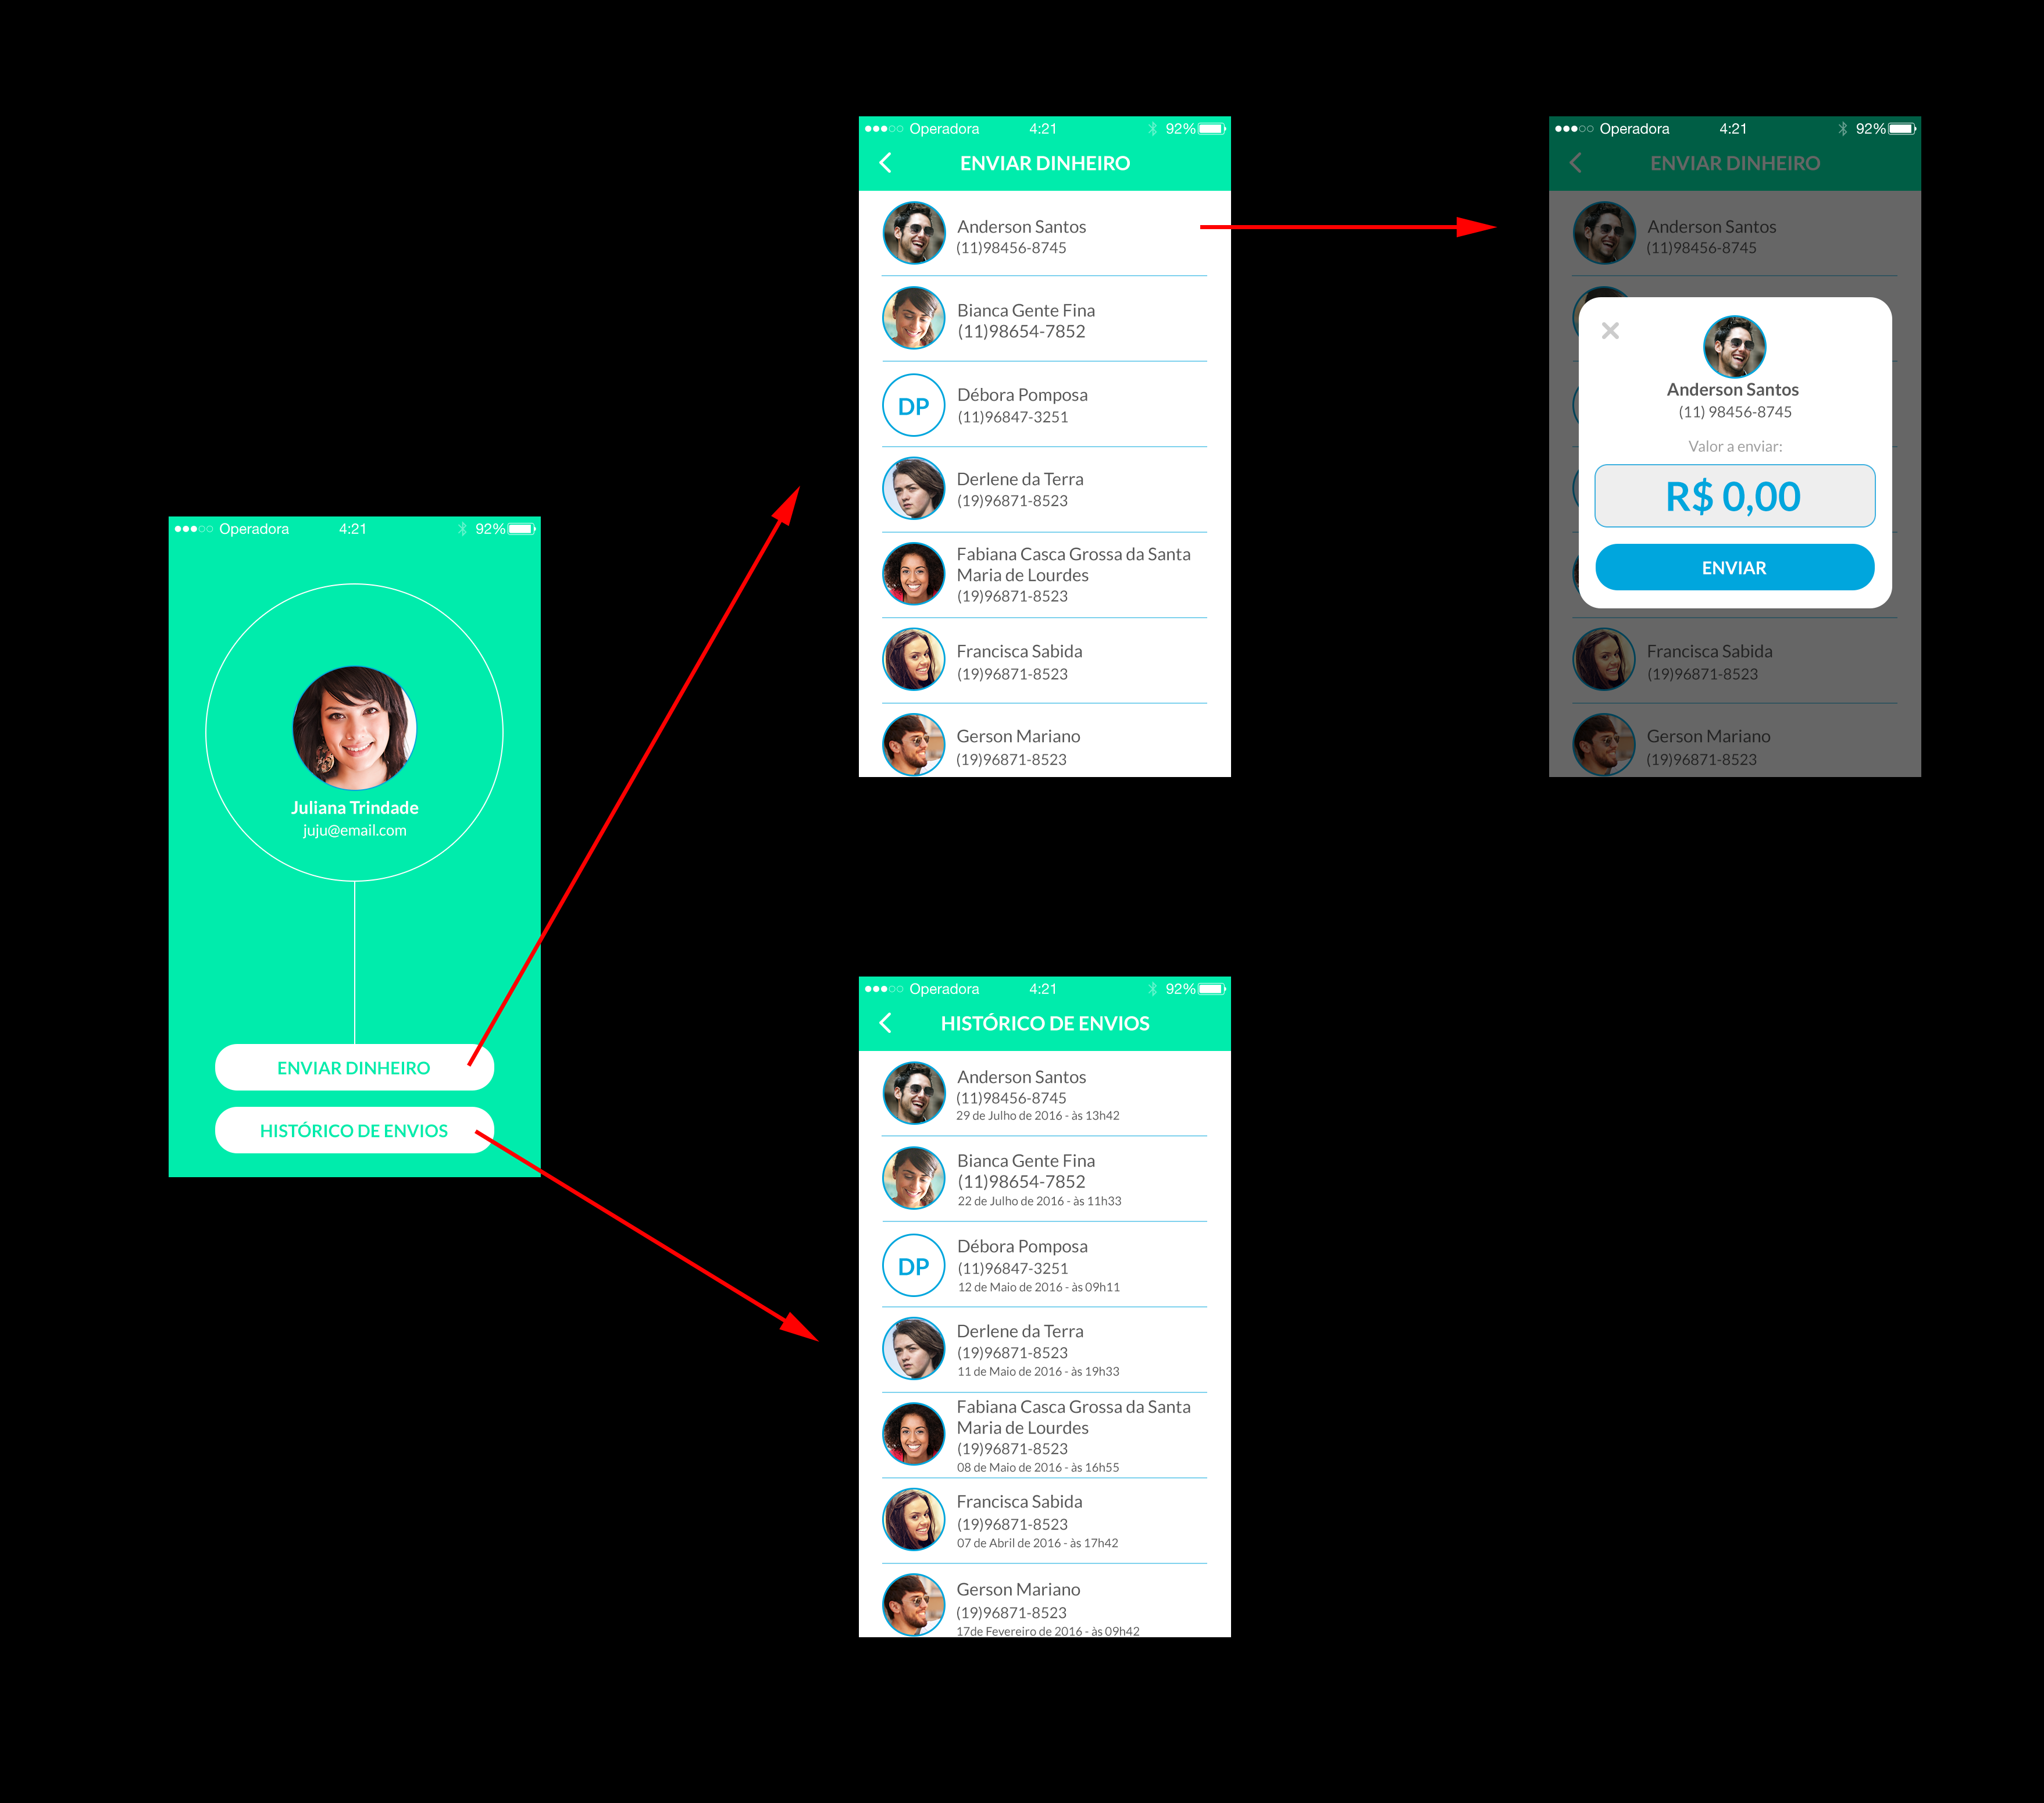 Operadora 4:21 92%
Juliana Trindade
juju@email.com
ENVIAR DINHEIRO
HISTÓRICO DE ENVIOS
Operadora 4:21 92%
ENVIAR DINHEIRO
Anderson Santos
(11)98456-8745
Bianca Gente Fina
(11)98654-7852
DP
Débora Pomposa
(11)96847-3251
Derlene da Terra
(19)96871-8523
Fabiana Casca Grossa da Santa
Maria de Lourdes
(19)96871-8523
Francisca Sabida
(19)96871-8523
Gerson Mariano
(19)96871-8523
Operadora 4:21 92%
ENVIAR DINHEIRO
Anderson Santos
(11)98456-8745
Anderson Santos
(11) 98456-8745
Valor a enviar:
R$ 0,00
ENVIAR
Francisca Sabida
(19)96871-8523
Gerson Mariano
(19)96871-8523
Operadora 4:21 92%
HISTÓRICO DE ENVIOS
Anderson Santos
(11)98456-8745
29 de Julho de 2016 - às 13h42
Bianca Gente Fina
(11)98654-7852
22 de Julho de 2016 - às 11h33
DP
Débora Pomposa
(11)96847-3251
12 de Maio de 2016 - às 09h11
Derlene da Terra
(19)96871-8523
11 de Maio de 2016 - às 19h33
Fabiana Casca Grossa da Santa
Maria de Lourdes
(19)96871-8523
08 de Maio de 2016 - às 16h55
Francisca Sabida
(19)96871-8523
07 de Abril de 2016 - às 17h42
Gerson Mariano
(19)96871-8523
17de Fevereiro de 2016 - às 09h42